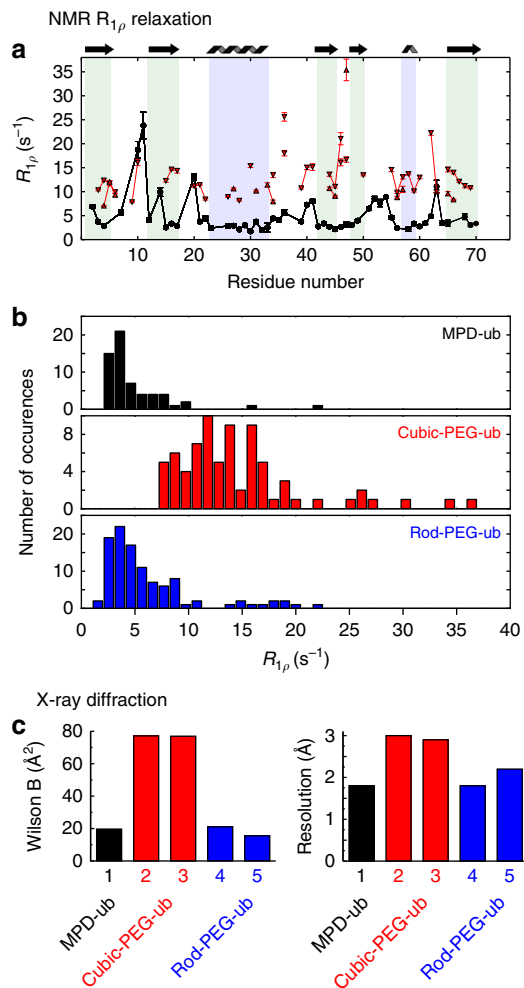 NMR R1ρ relaxation
a
R1ρ (s−1)
35
30
25
20
15
10
5
0
10 20 30 40 50 60 70
Residue number
b
MPD-ub
20
10
0
Cubic-PEG-ub
8
4
0
Rod-PEG-ub
20
10
0
Number of occurences
0 5 10 15 20 25 30 35 40
R1ρ (s−1)
X-ray diffraction
c
Wilson B (Å2)
80
60
40
20
0
1 2 3 4 5
MPD-ub
Cubic-PEG-ub
Rod-PEG-ub
Resolution (Å)
3
2
1
0
1 2 3 4 5
MPD-ub
Cubic-PEG-ub
Rod-PEG-ub